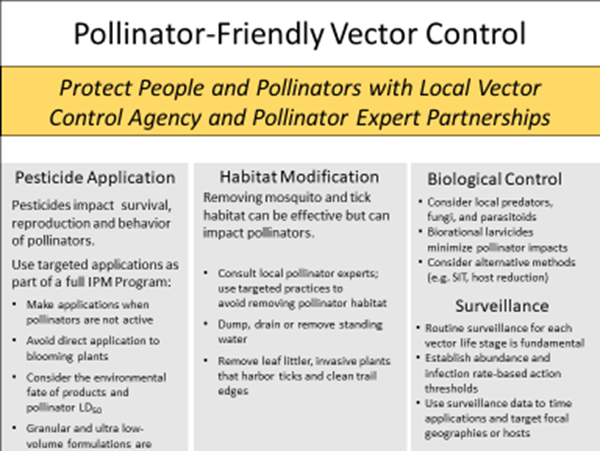 Pollinator-Friendly Vector Control
Protect People and Pollinators with Local Vector
Control Agency and Pollinator Expert Partnerships
Pesticide Application
Pesticides impact survival,
reproduction and behavior
of pollinators.
Use targeted applications as
part of a full IPM Program:
• Make applications when
pollinators are not active
• Avoid direct application to
blooming plants
• Consider the environmental
fate of products and
pollinator LD50
• Granular and ultra low-
volume formulations are
Habitat Modification
Removing mosquito and tick
habitat can be effective but can
impact pollinators.
• Consult local pollinator experts;
use targeted practices to
avoid removing pollinator habitat
• Dump, drain or remove standing
water
• Remove leaf littler, invasive plants
that harbor ticks and clean trail
edges
Biological Control
• Consider local predators,
fungi, and parasitoids
• Biorational larvicides
minimize pollinator impacts
• Consider alternative methods
(e.g. SIT, host reduction)
Surveillance
• Routine surveillance for each
vector life stage is fundamental
• Establish abundance and
infection rate-based action
thresholds
• Use surveillance data to time
applications and target focal
geographies or hosts